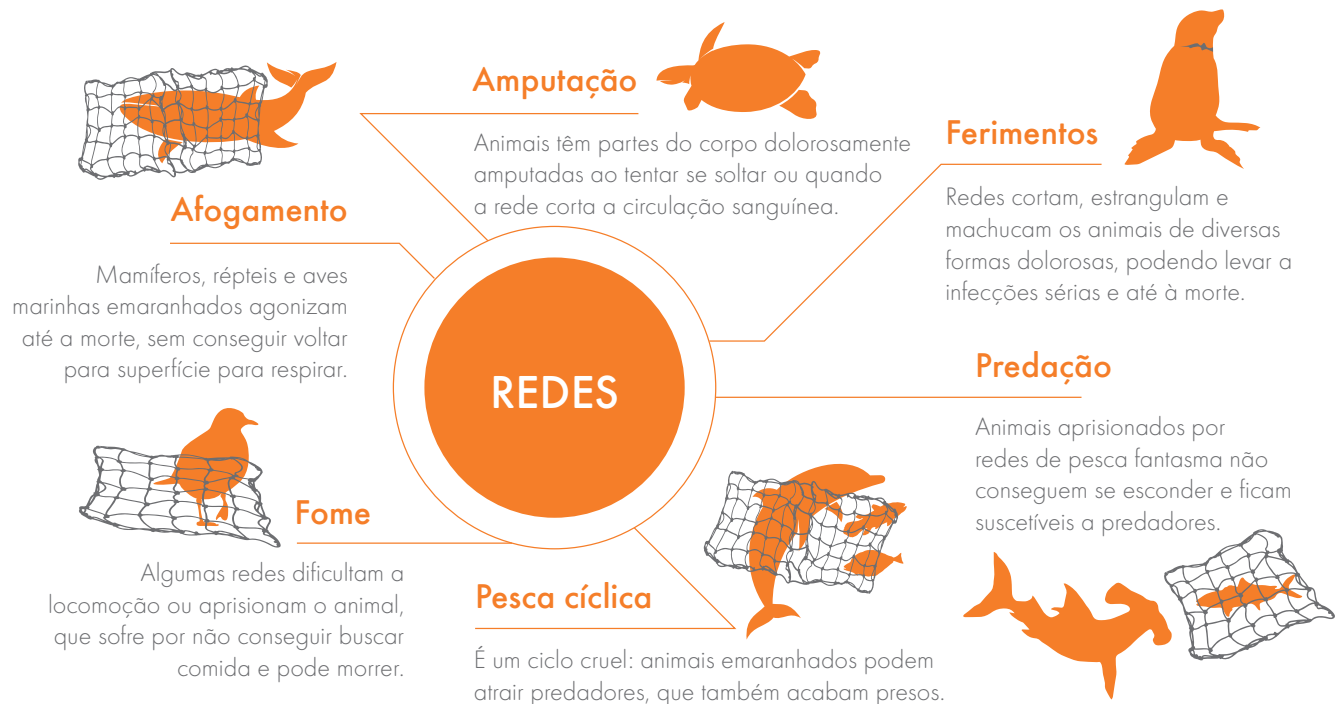 Amputação
Animais têm partes do corpo dolorosamente
amputadas ao tentar se soltar ou quando
a rede corta a circulação sanguínea.
Ferimentos
Redes cortam, estrangulam e
machucam os animais de diversas
formas dolorosas, podendo levar a
infecções sérias e até à morte.
Afogamento
Mamíferos, répteis e aves
marinhas emaranhados agonizam
até a morte, sem conseguir voltar
para superfície para respirar.
REDES
Predação
Animais aprisionados por
redes de pesca fantasma não
conseguem se esconder e ficam
suscetíveis a predadores.
Fome
Algumas redes dificultam a
locomoção ou aprisionam o animal,
que sofre por não conseguir buscar
comida e pode morrer.
Pesca cíclica
É um ciclo cruel: animais emaranhados podem
atrair predadores, que também acabam presos.